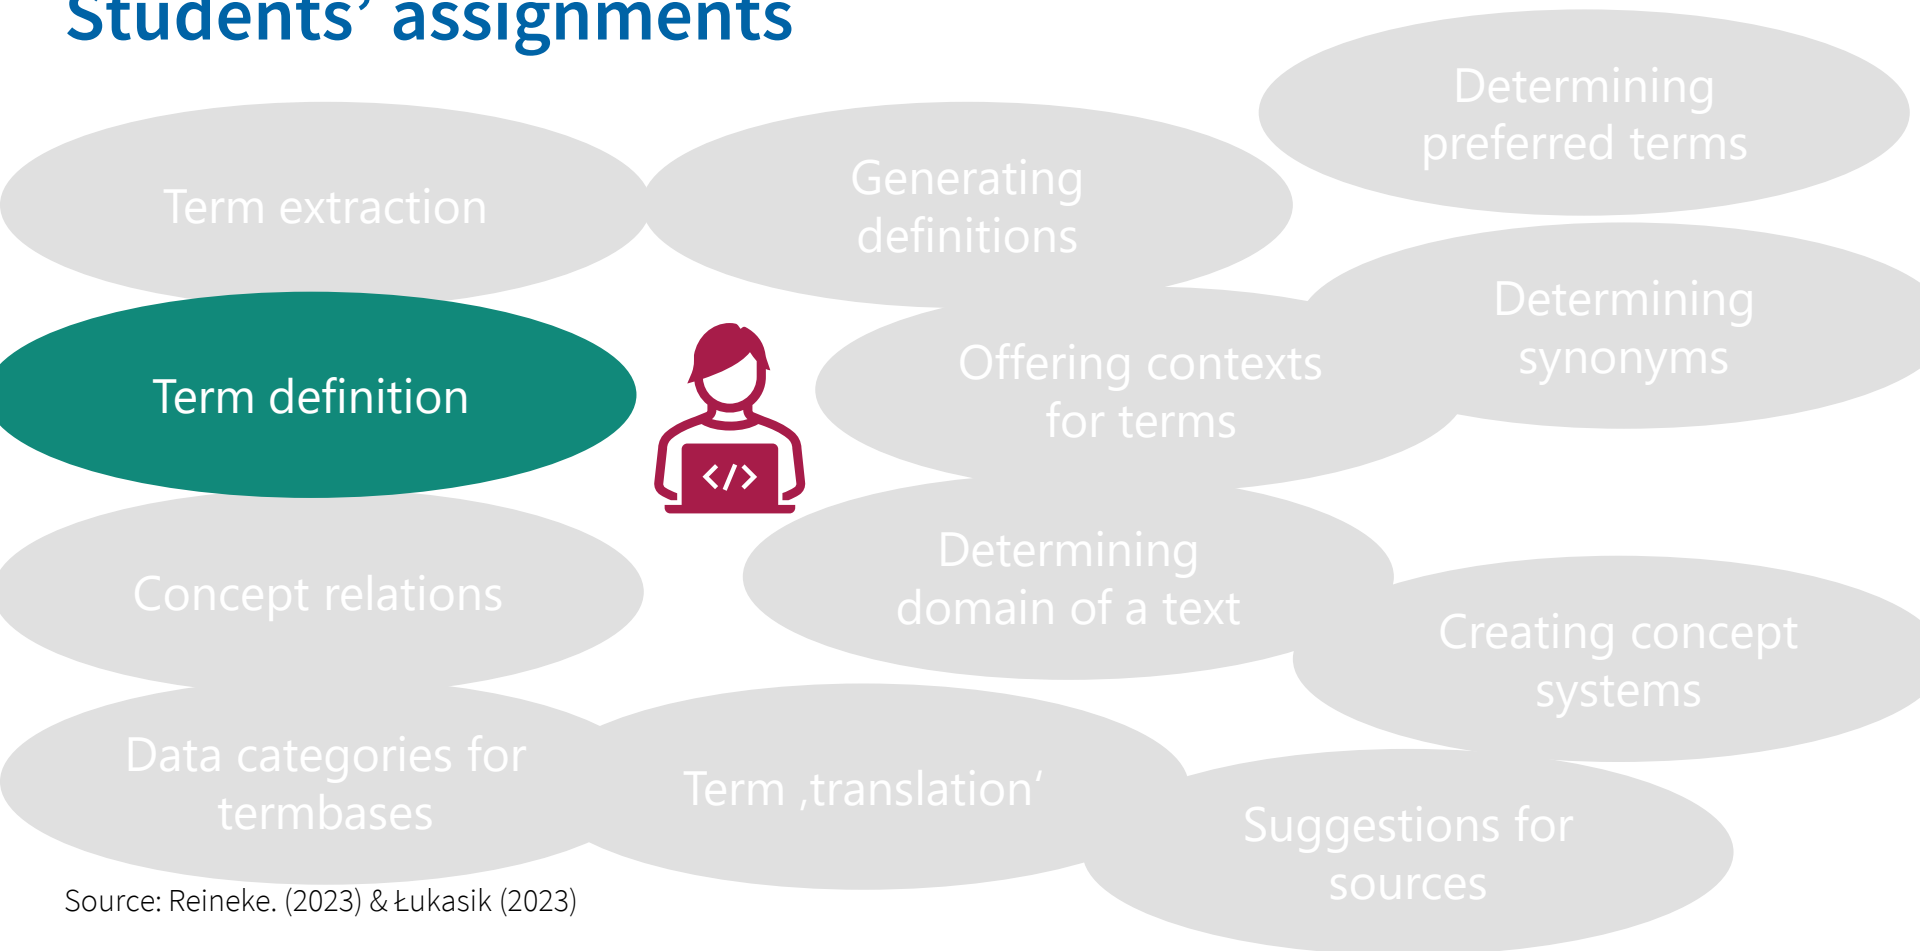 Students’ assignments
Determining
preferred terms
Term extraction
Generating
definitions
Determining
synonyms
Term definition
Offering contexts
for terms
</>
Concept relations
Determining
domain of a text
Creating concept
systems
Data categories for
termbases
Term ‚translation‘
Suggestions for
sources
Source: Reineke. (2023) & Łukasik (2023)